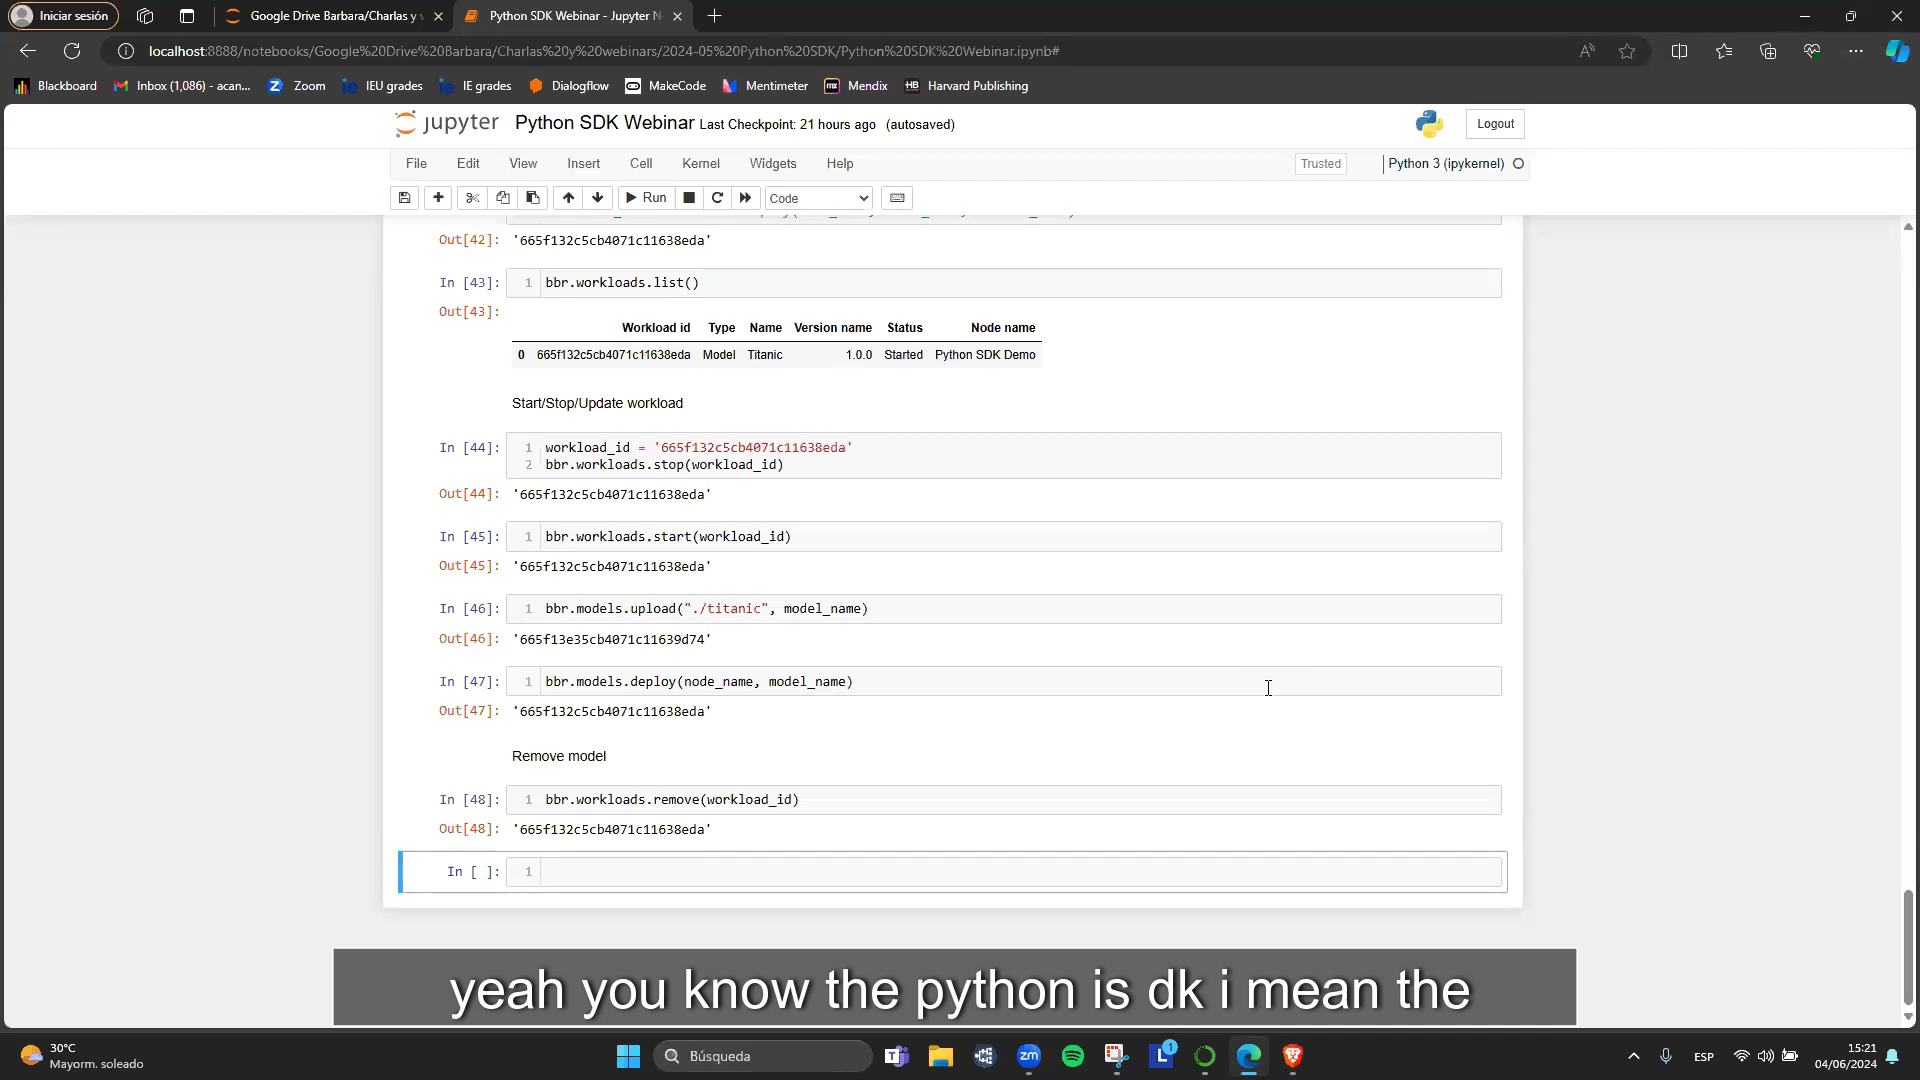 Iniciar sesión
Google Drive Barbara/Charlas y
Python SDK Webinar - Jupyter N
localhost:8888/notebooks/Google%20Drive%20Barbara/Charlas%20y%20webinars/2024-05%20Python%20SDK/Python%20SDK%20Webinar.ipynb#
Blackboard
Inbox (1,086) - acan...
Zoom
IEU grades
IE grades
Dialogflow
MakeCode
Mentimeter
Mendix
HB Harvard Publishing
jupyter Python SDK Webinar Last Checkpoint: 21 hours ago (autosaved)
Logout
File Edit View Insert Cell Kernel Widgets Help
Trusted
Python 3 (ipykernel)
Run
Code
Out[42]: '665f132c5cb4071c11638eda'
In [43]: 1 bbr.workloads.list()
Out[43]:
Workload id Type Name Version name Status Node name
0 665f132c5cb4071c11638eda Model Titanic 1.0.0 Started Python SDK Demo
Start/Stop/Update workload
In [44]: 1 workload_id = '665f132c5cb4071c11638eda'
2 bbr.workloads.stop(workload_id)
Out[44]: '665f132c5cb4071c11638eda'
In [45]: 1 bbr.workloads.start(workload_id)
Out[45]: '665f132c5cb4071c11638eda'
In [46]: 1 bbr.models.upload("./titanic", model_name)
Out[46]: '665f13e35cb4071c11639d74'
In [47]: 1 bbr.models.deploy(node_name, model_name)
Out[47]: '665f132c5cb4071c11638eda'
Remove model
In [48]: 1 bbr.workloads.remove(workload_id)
Out[48]: '665f132c5cb4071c11638eda'
In [ ]: 1
yeah you know the python is dk i mean the
30°C
Mayorm. soleado
Búsqueda
zm
L
1
ESP
15:21
04/06/2024